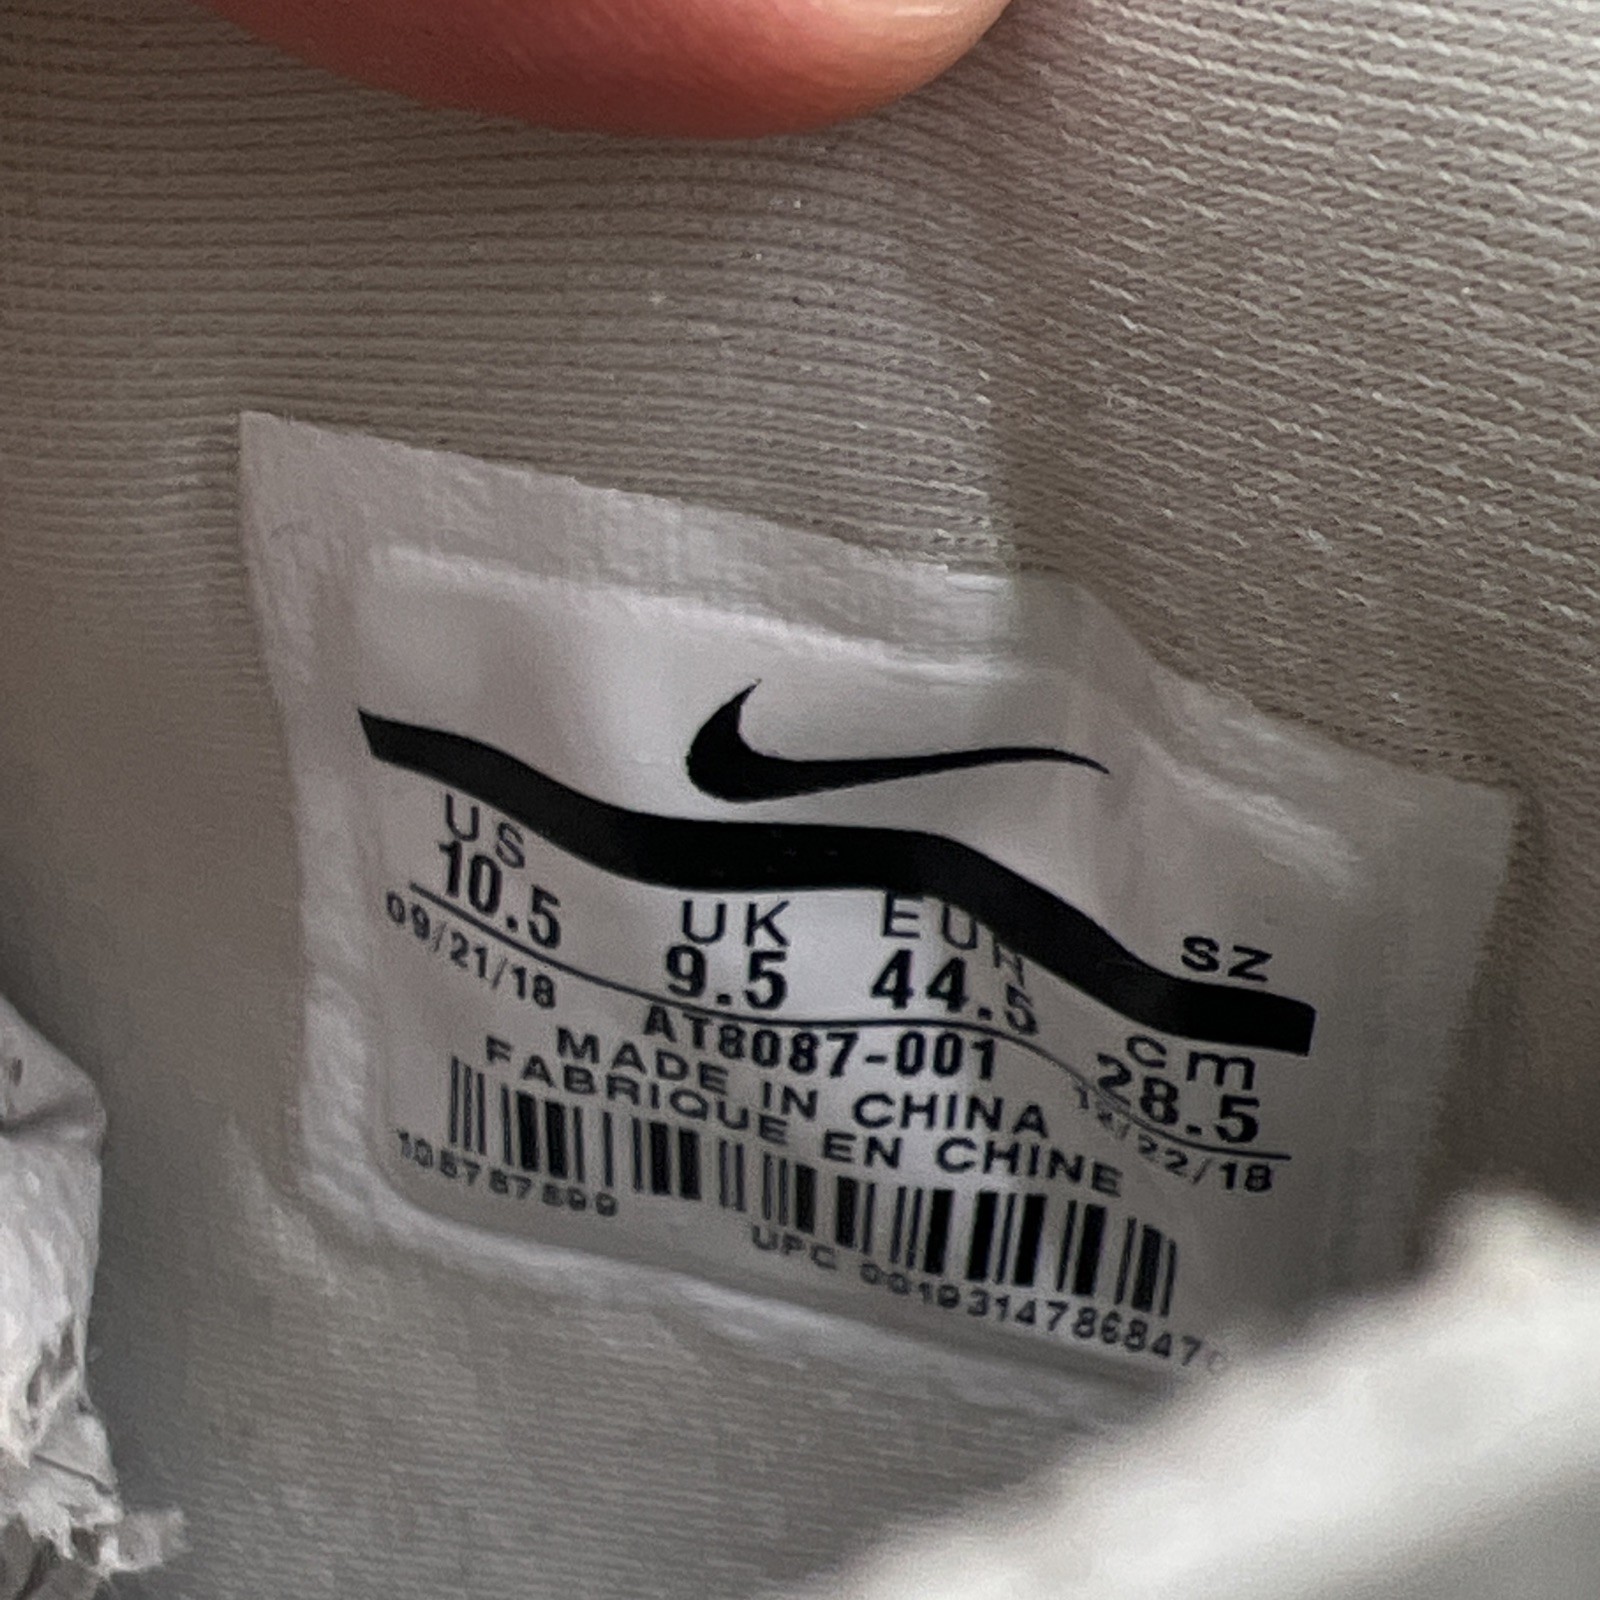 SZ
US UK EUR cm
10.5 9.5 44.5 28.5
09/21/18 /22/18
AT8087-001
MADE IN CHINA
FABRIQUE EN CHINE
UPC